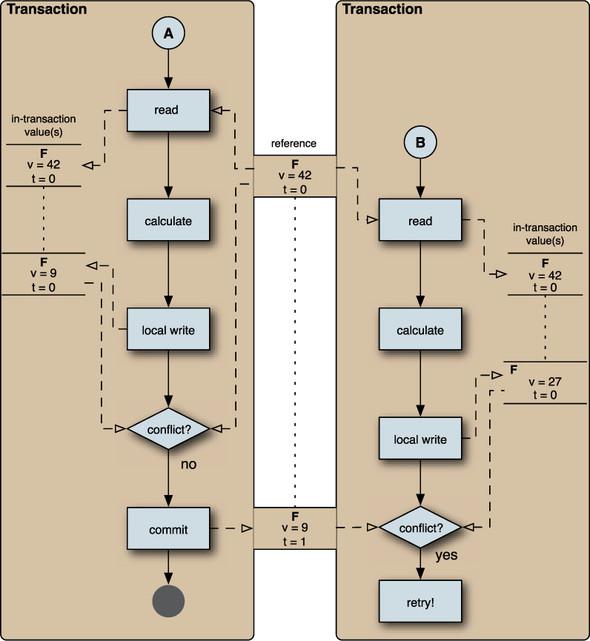 Transaction
A
read
in-transaction
value(s)
F
v = 42
t = 0
calculate
F
v = 9
t = 0
local write
conflict?
no
commit
reference
F
v = 42
t = 0
F
v = 9
t = 1
Transaction
B
read
in-transaction
value(s)
F
v = 42
t = 0
calculate
F
v = 27
t = 0
local write
conflict?
yes
retry!